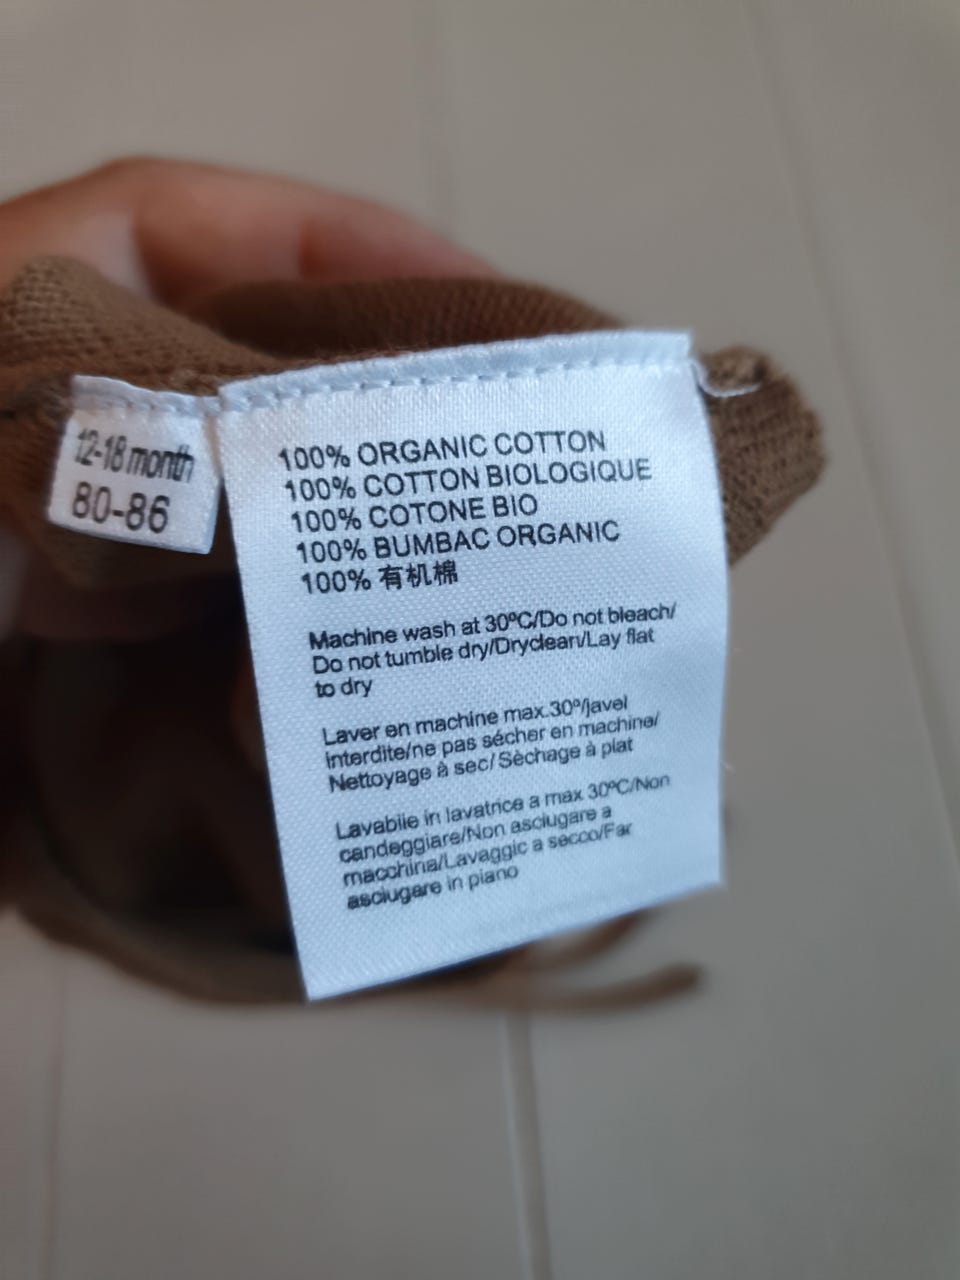 12-18 month
80-86
100% ORGANIC COTTON
100% COTTON BIOLOGIQUE
100% COTONE BIO
100% BUMBAC ORGANIC
100% 有机棉
Machine wash at 30ºC/Do not bleach/
Do not tumble dry/Dryclean/Lay flat
to dry
Laver en machine max.30º/javel
interdite/ne pas sécher en machine/
Nettoyage à sec/Sèchage à plat
Lavabile in lavatrice a max 30ºC/Non
candeggiare/Non asciugare a
macchina/Lavaggic a secco/Far
asciugare in piano